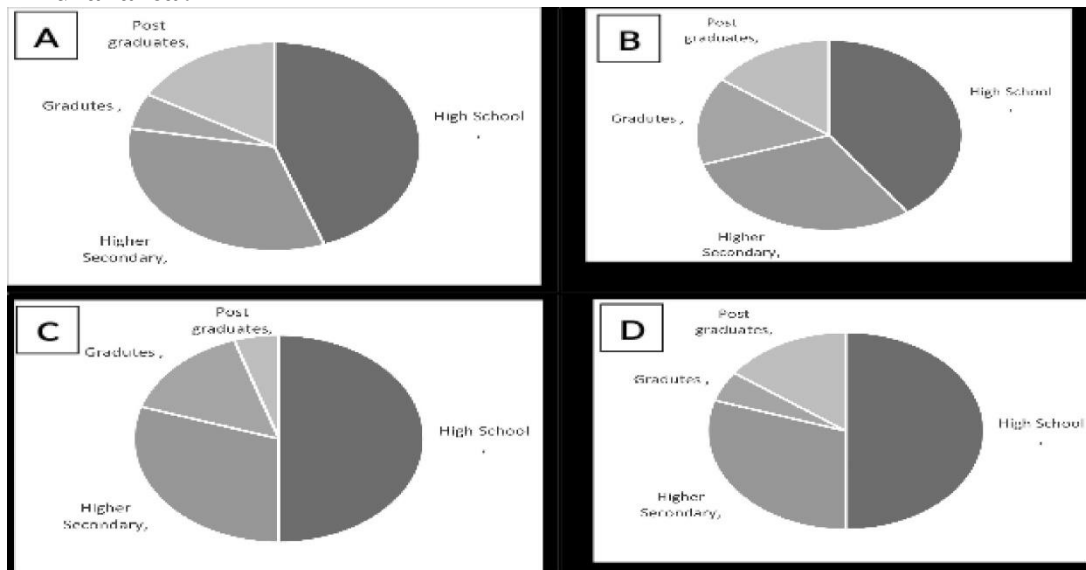 A
Post
graduates,
Gradutes ,
High School
,
Higher
Secondary,
B
Post
graduates,
Gradutes ,
High School
,
Higher
Secondary,
C
Post
graduates,
Gradutes ,
High School
,
Higher
Secondary,
D
Post
graduates,
Gradutes ,
High School
,
Higher
Secondary,